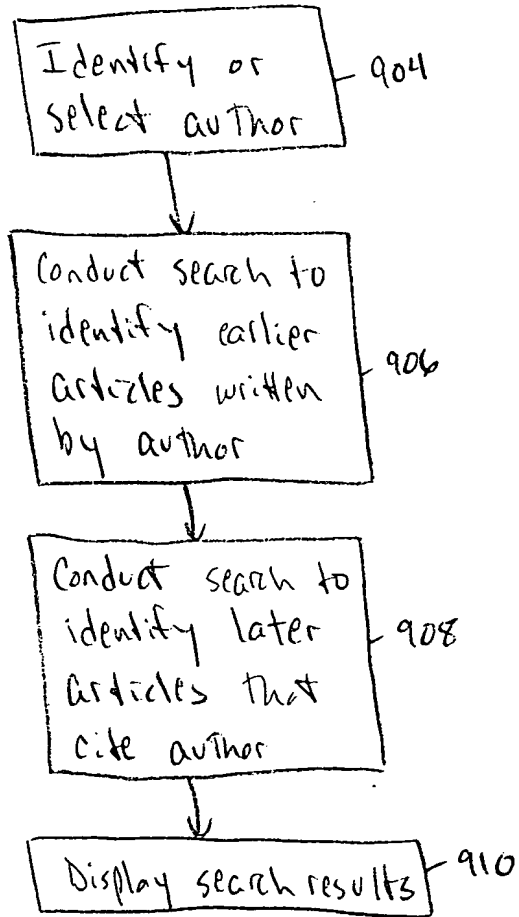 Identify or
select author
904
Conduct search to
identify earlier
articles written
by author
906
Conduct search to
identify later
articles that
cite author
908
Display search results
910